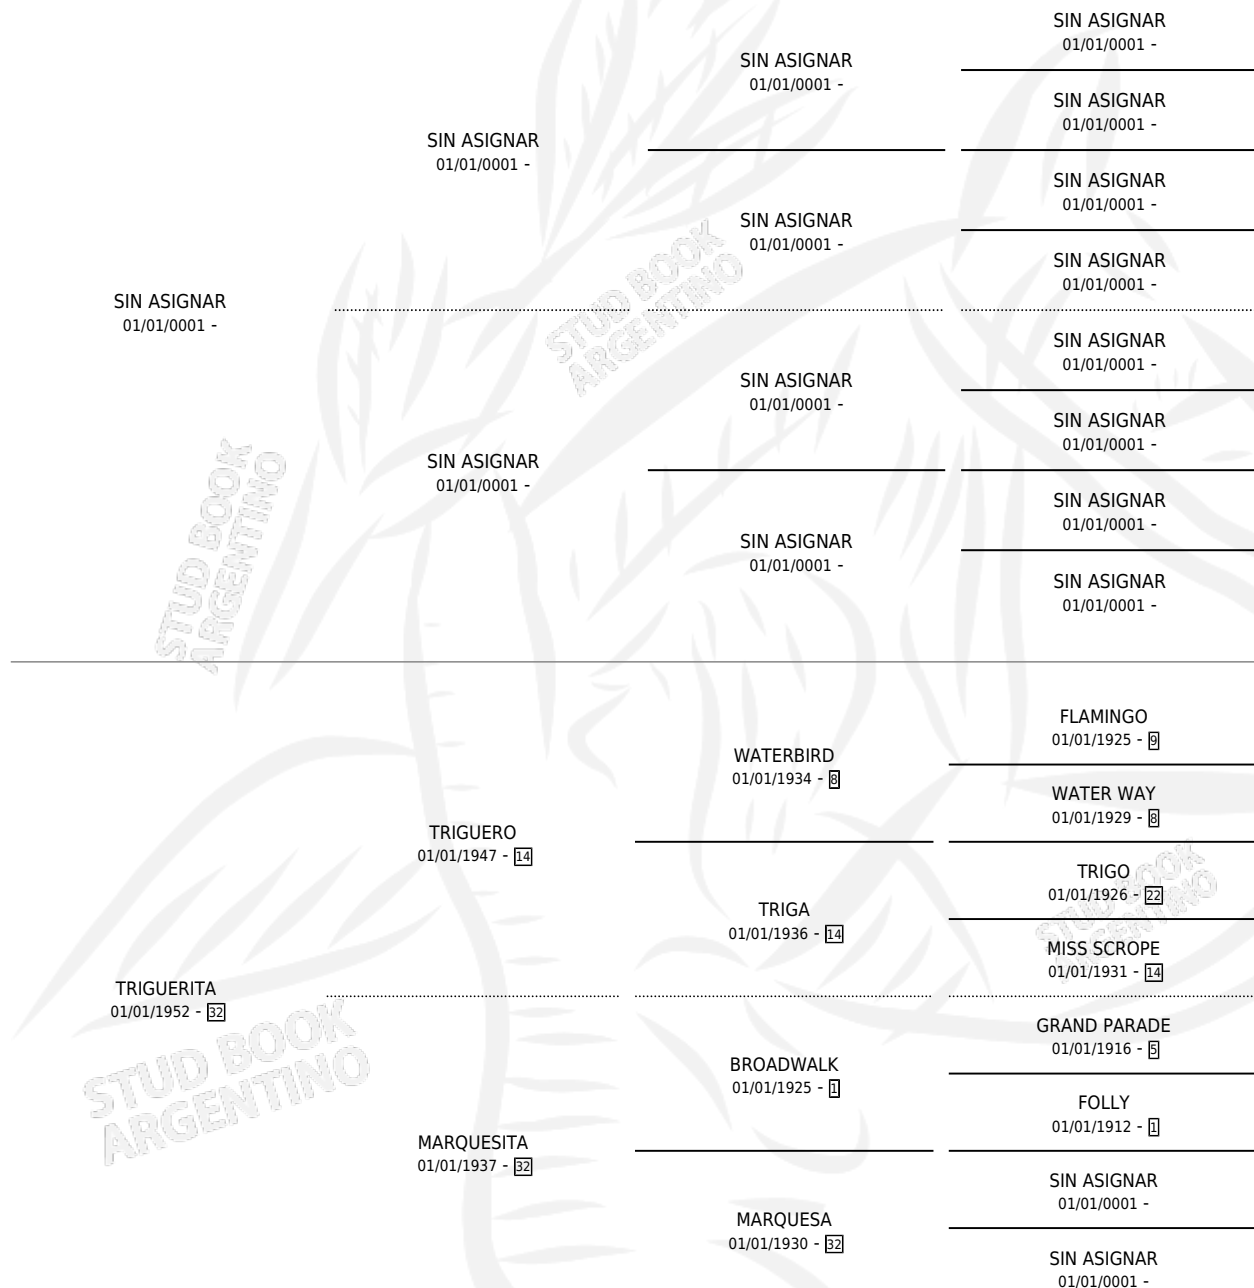 SIN ASIGNAR
01/01/0001 -
SIN ASIGNAR
01/01/0001 -
SIN ASIGNAR
01/01/0001 -
SIN ASIGNAR
01/01/0001 -
SIN ASIGNAR
01/01/0001 -
SIN ASIGNAR
01/01/0001 -
SIN ASIGNAR
01/01/0001 -
SIN ASIGNAR
01/01/0001 -
SIN ASIGNAR
01/01/0001 -
SIN ASIGNAR
01/01/0001 -
SIN ASIGNAR
01/01/0001 -
SIN ASIGNAR
01/01/0001 -
SIN ASIGNAR
01/01/0001 -
SIN ASIGNAR
01/01/0001 -
SIN ASIGNAR
01/01/0001 -
STUD BOOK
ARGENTINO
STUD BOOK
ARGENTINO
FLAMINGO
01/01/1925 - 9
WATERBIRD
01/01/1934 - 8
WATER WAY
01/01/1929 - 8
TRIGUERO
01/01/1947 - 14
TRIGO
01/01/1926 - 22
TRIGA
01/01/1936 - 14
MISS SCROPE
01/01/1931 - 14
STUD BOOK
ARGENTINO
TRIGUERITA
01/01/1952 - 32
GRAND PARADE
01/01/1916 - 5
BROADWALK
01/01/1925 - 1
FOLLY
01/01/1912 - 1
MARQUESITA
01/01/1937 - 32
SIN ASIGNAR
01/01/0001 -
MARQUESA
01/01/1930 - 32
SIN ASIGNAR
01/01/0001 -
STUD BOOK
ARGENTINO